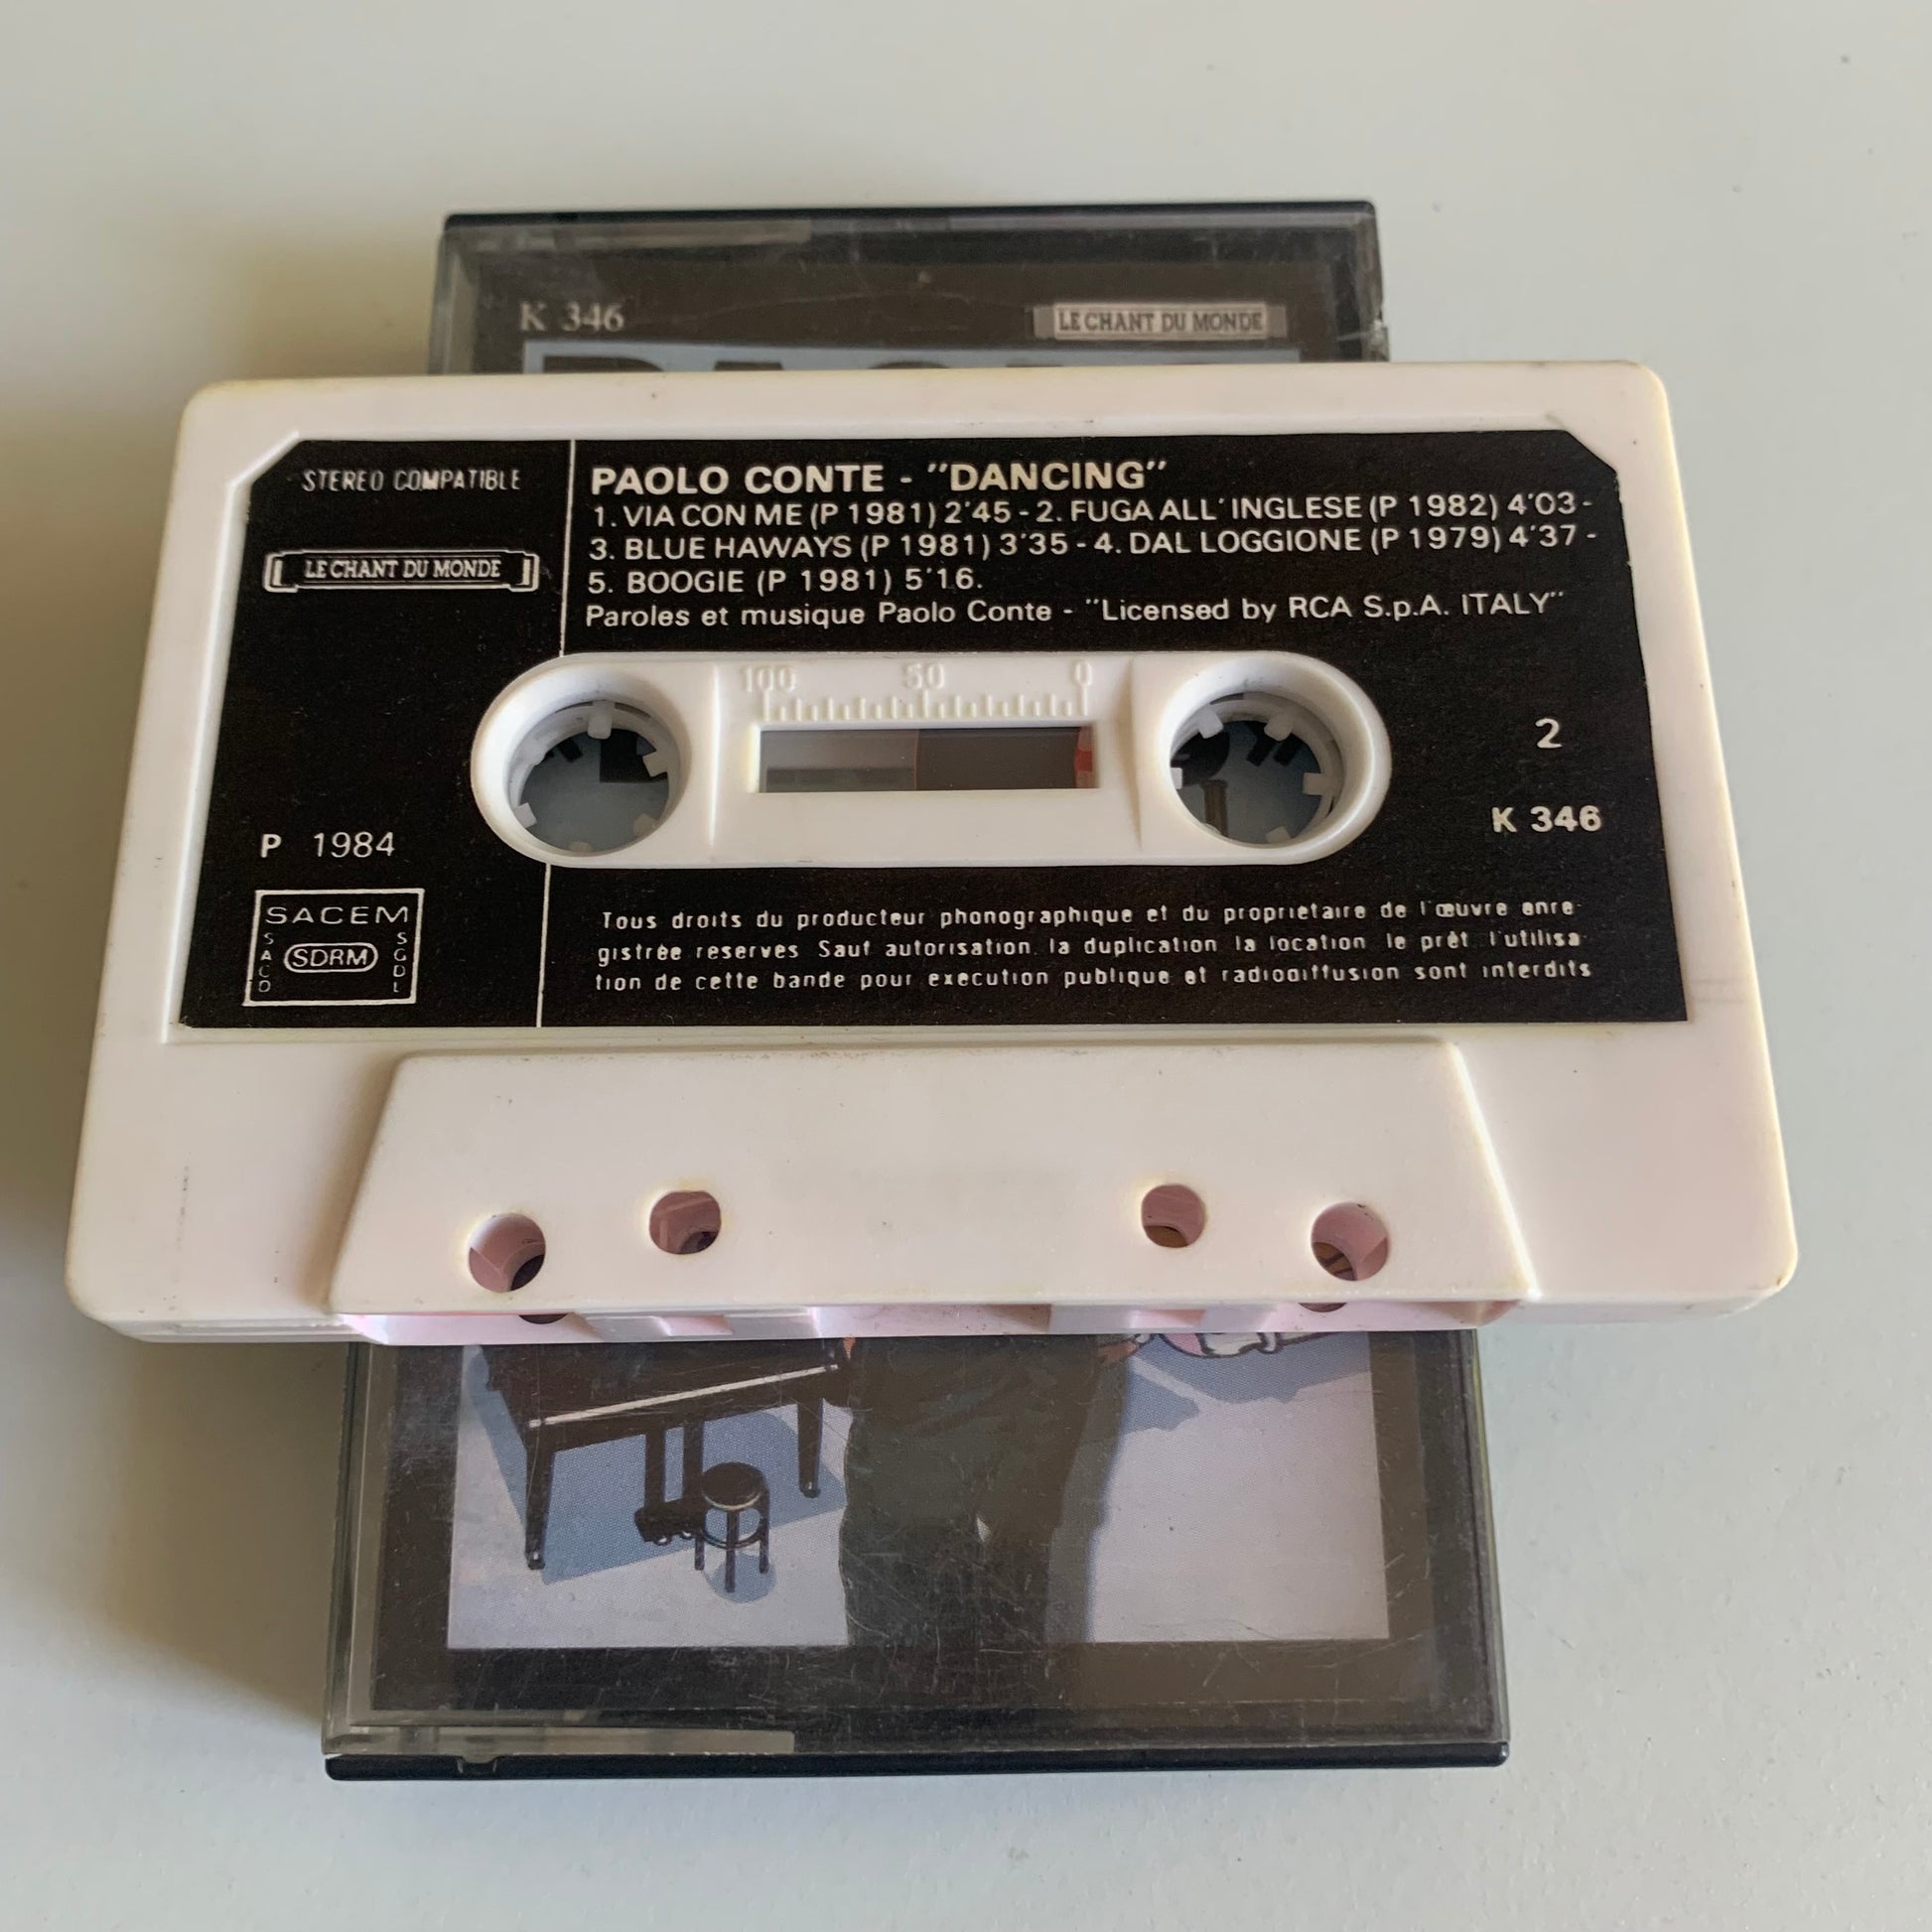 K 346
LE CHANT DU MONDE
STEREO COMPATIBLE
LE CHANT DU MONDE
P 1984
SACEM
SACD
SDRM
SGDL
PAOLO CONTE - "DANCING"
1. VIA CON ME (P 1981) 2'45 - 2. FUGA ALL' INGLESE (P 1982) 4'03 -
3. BLUE HAWAYS (P 1981) 3'35 - 4. DAL LOGGIONE (P 1979) 4'37 -
5. BOOGIE (P 1981) 5'16.
Paroles et musique Paolo Conte - "Licensed by RCA S.p.A. ITALY"
100 50 0
2
K 346
Tous droits du producteur phonographique et du proprietaire de l'œuvre enre-
gistrée reserves Sauf autorisation la duplication la location le prêt l'utilisa-
tion de cette bande pour execution publique et radiodiffusion sont interdits